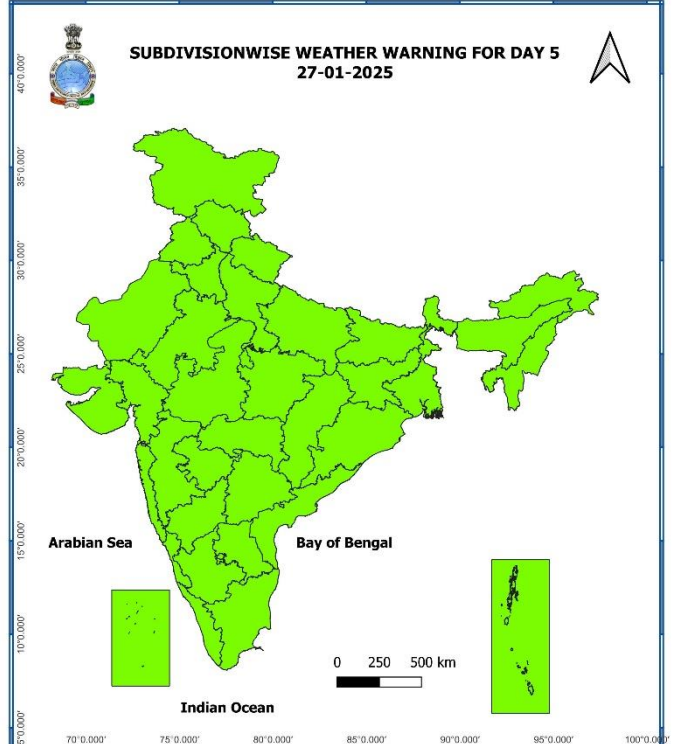 SUBDIVISIONWISE WEATHER WARNING FOR DAY 5
27-01-2025
40°0.000'
35°0.000'
30°0.000'
25°0.000'
20°0.000'
15°0.000'
10°0.000'
5°0.000'
Arabian Sea
Bay of Bengal
0 250 500 km
Indian Ocean
70°0.000' 75°0.000' 80°0.000' 85°0.000' 90°0.000' 95°0.000' 100°0.000'